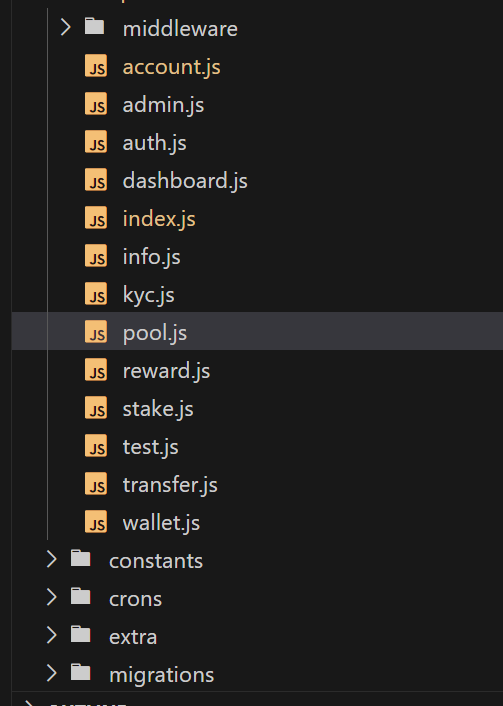 middleware
JS account.js
JS admin.js
JS auth.js
JS dashboard.js
JS index.js
JS info.js
JS kyc.js
JS pool.js
JS reward.js
JS stake.js
JS test.js
JS transfer.js
JS wallet.js
constants
crons
extra
migrations